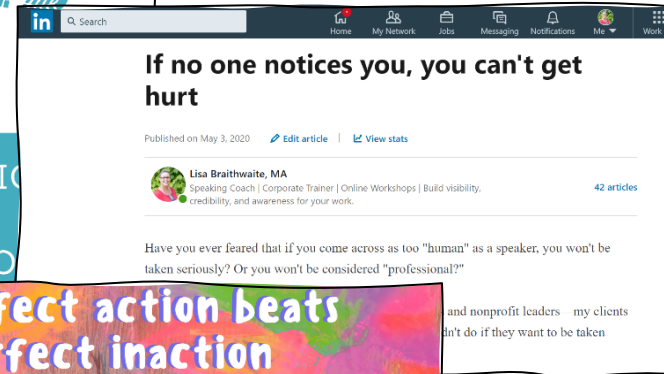 in
Search
Home
My Network
Jobs
Messaging
Notifications
Me
Work
If no one notices you, you can't get
hurt
Published on May 3, 2020
Edit article
View stats
Lisa Braithwaite, MA
Speaking Coach | Corporate Trainer | Online Workshops | Build visibility,
credibility, and awareness for your work.
42 articles
Have you ever feared that if you come across as too "human" as a speaker, you won't be
taken seriously? Or you won't be considered "professional?"
and nonprofit leaders my clients
dn't do if they want to be taken
fect action beats
fect inaction